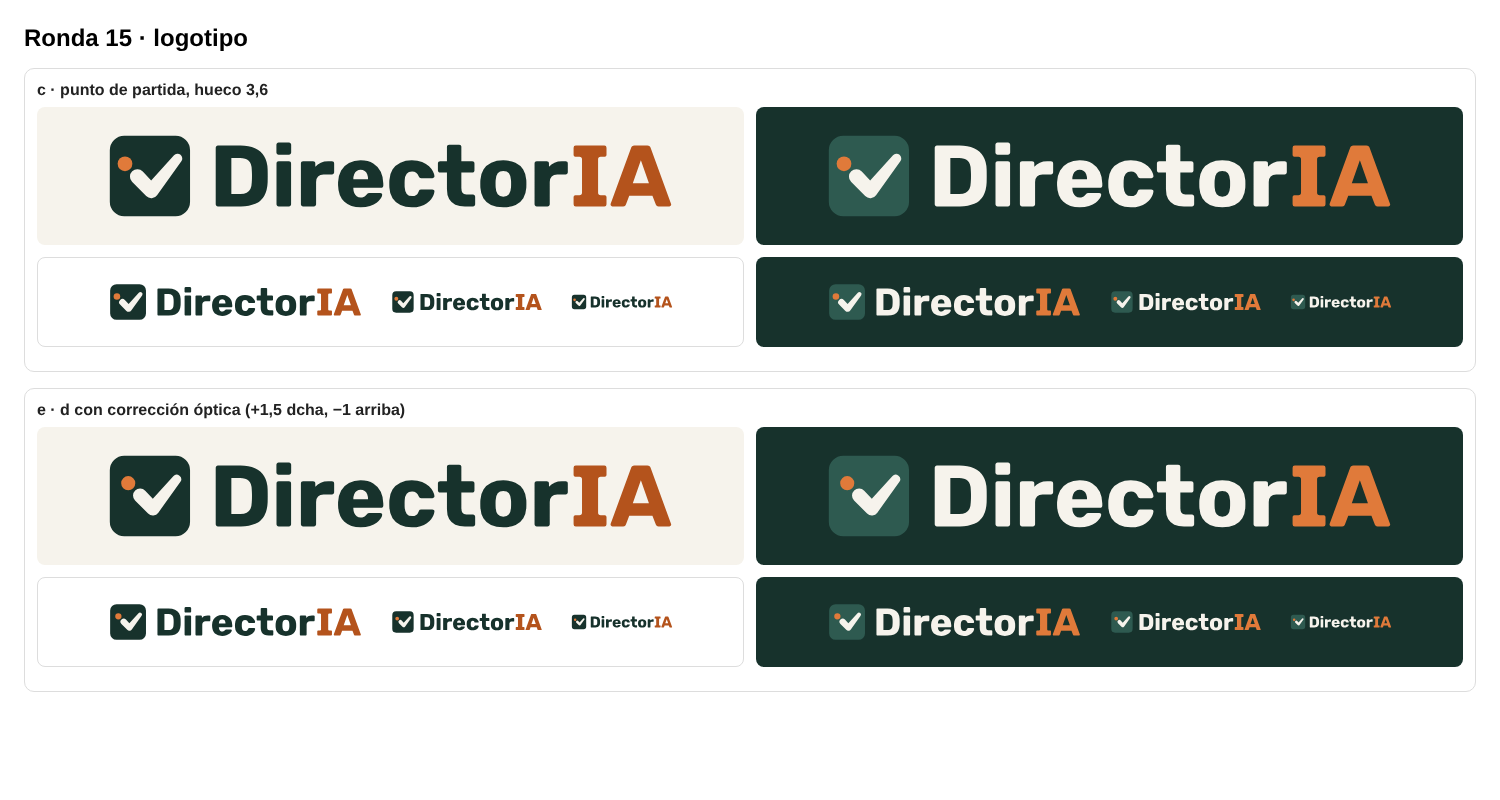 Ronda 15 · logotipo
c · punto de partida, hueco 3,6
DirectorIA DirectorIA
DirectorIA DirectorIA DirectorIA DirectorIA DirectorIA DirectorIA
e · d con corrección óptica (+1,5 dcha, −1 arriba)
DirectorIA DirectorIA
DirectorIA DirectorIA DirectorIA DirectorIA DirectorIA DirectorIA